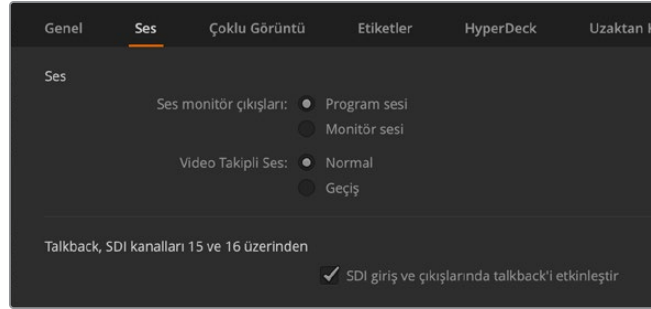 Genel Ses Çoklu Görüntü Etiketler HyperDeck Uzaktan
Ses
Ses monitör çıkışları: Program sesi
Monitör sesi
Video Takipli Ses: Normal
Geçiş
Talkback, SDI kanalları 15 ve 16 üzerinden
SDI giriş ve çıkışlarında talkback'i etkinleştir